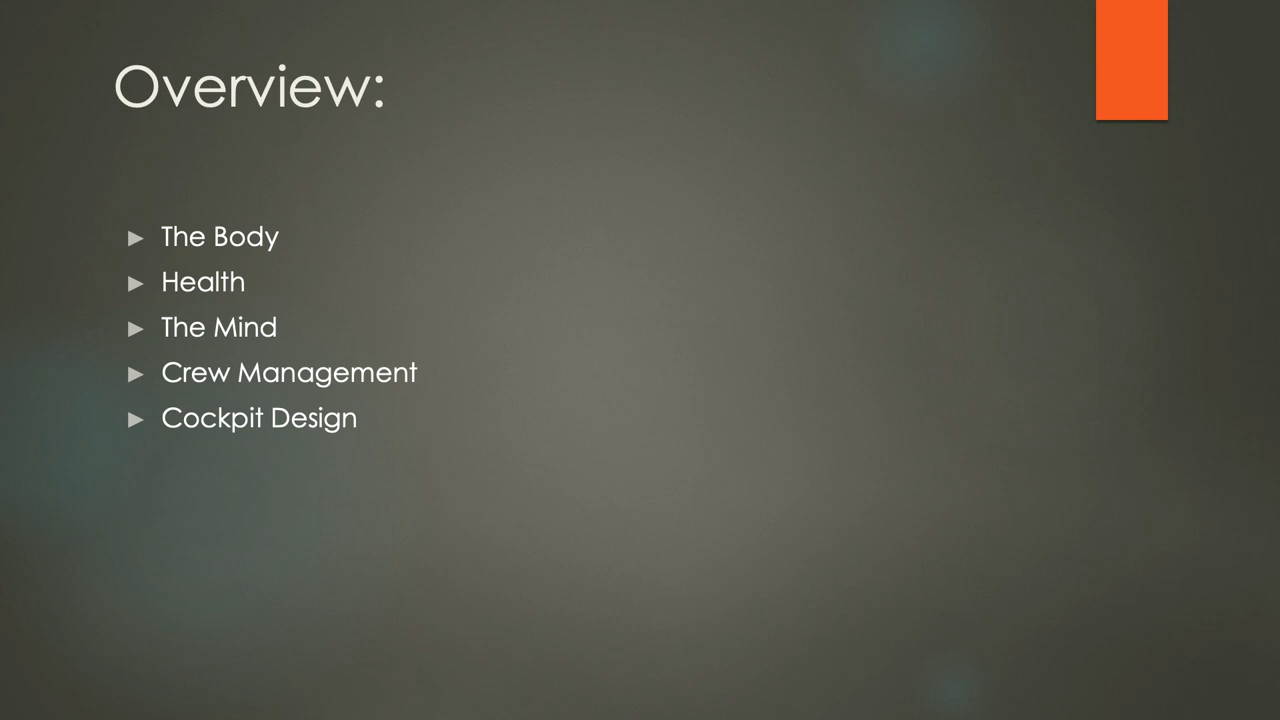 Overview:
The Body
Health
The Mind
Crew Management
Cockpit Design